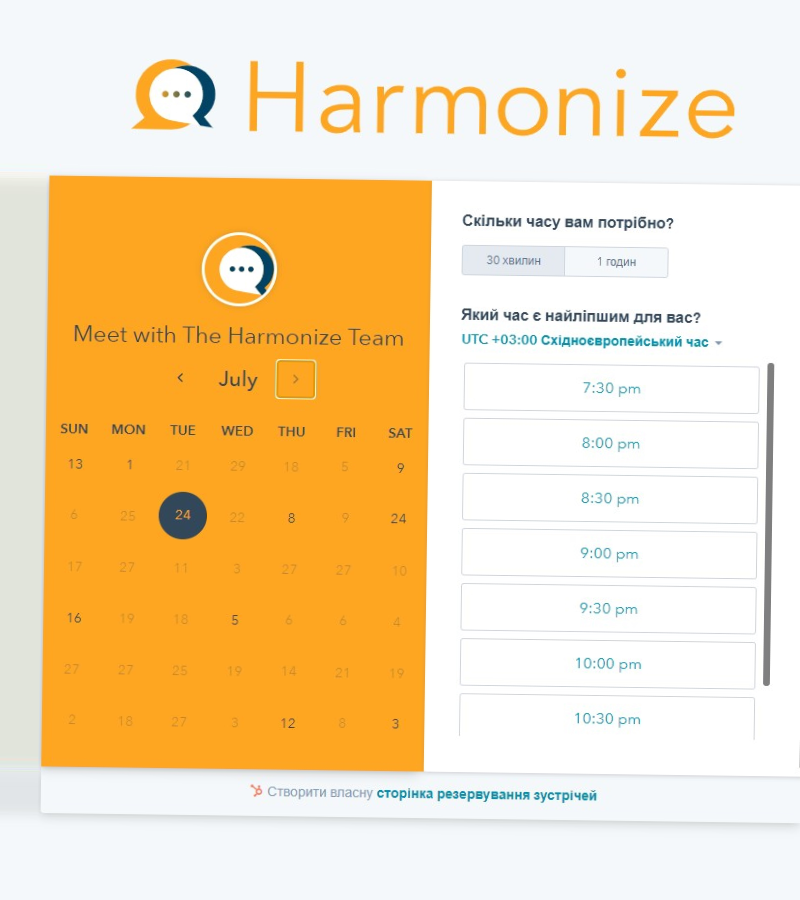 Harmonize
Meet with The Harmonize Team
July
SUN MON TUE WED THU FRI SAT
13 1 21 29 18 5 9
6 25 24 22 8 9 24
17 27 11 3 27 27 10
16 19 18 5 6 6 4
27 27 25 19 14 21 19
2 18 27 3 12 8 3
Скільки часу вам потрібно?
30 хвилин 1 годин
Який час є найліпшим для вас?
UTC +03:00 Східноєвропейський час
7:30 pm
8:00 pm
8:30 pm
9:00 pm
9:30 pm
10:00 pm
10:30 pm
Створити власну сторінка резервування зустрічей